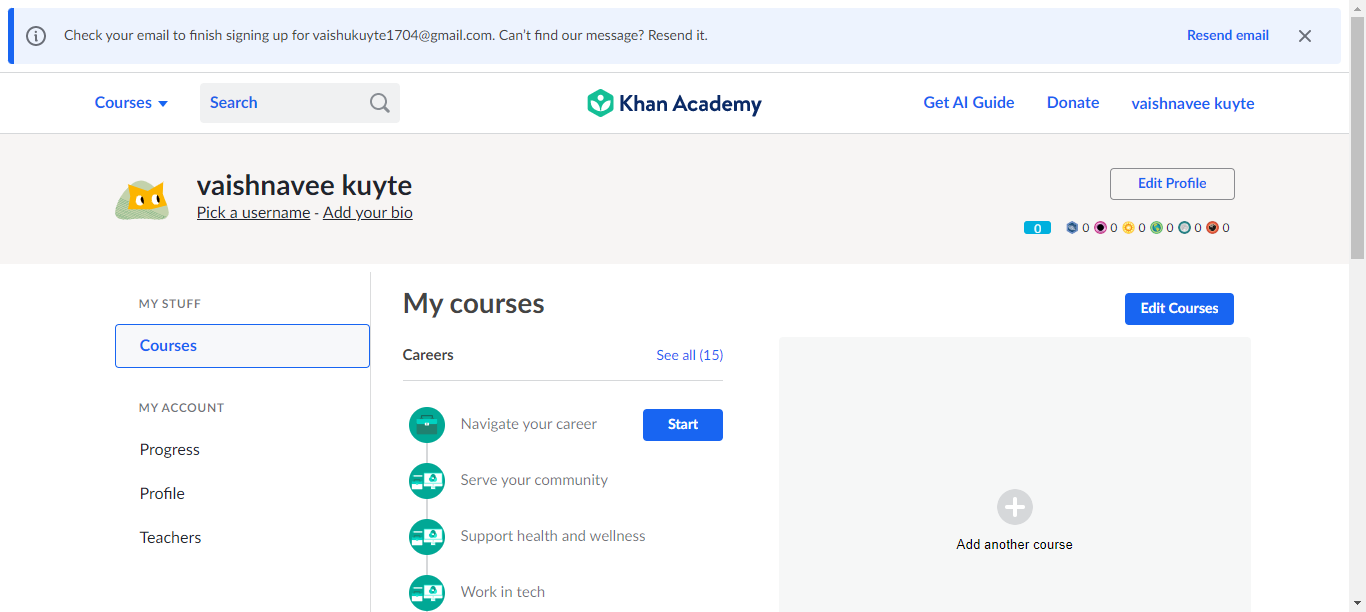 Check your email to finish signing up for vaishukuyte1704@gmail.com. Can't find our message? Resend it.
Resend email
Courses
Search
Khan Academy
Get AI Guide
Donate
vaishnavee kuyte
vaishnavee kuyte
Pick a username - Add your bio
Edit Profile
0
0 0 0 0 0 0
MY STUFF
Courses
MY ACCOUNT
Progress
Profile
Teachers
My courses
Edit Courses
Careers
See all (15)
Navigate your career
Start
Serve your community
Support health and wellness
Work in tech
Add another course